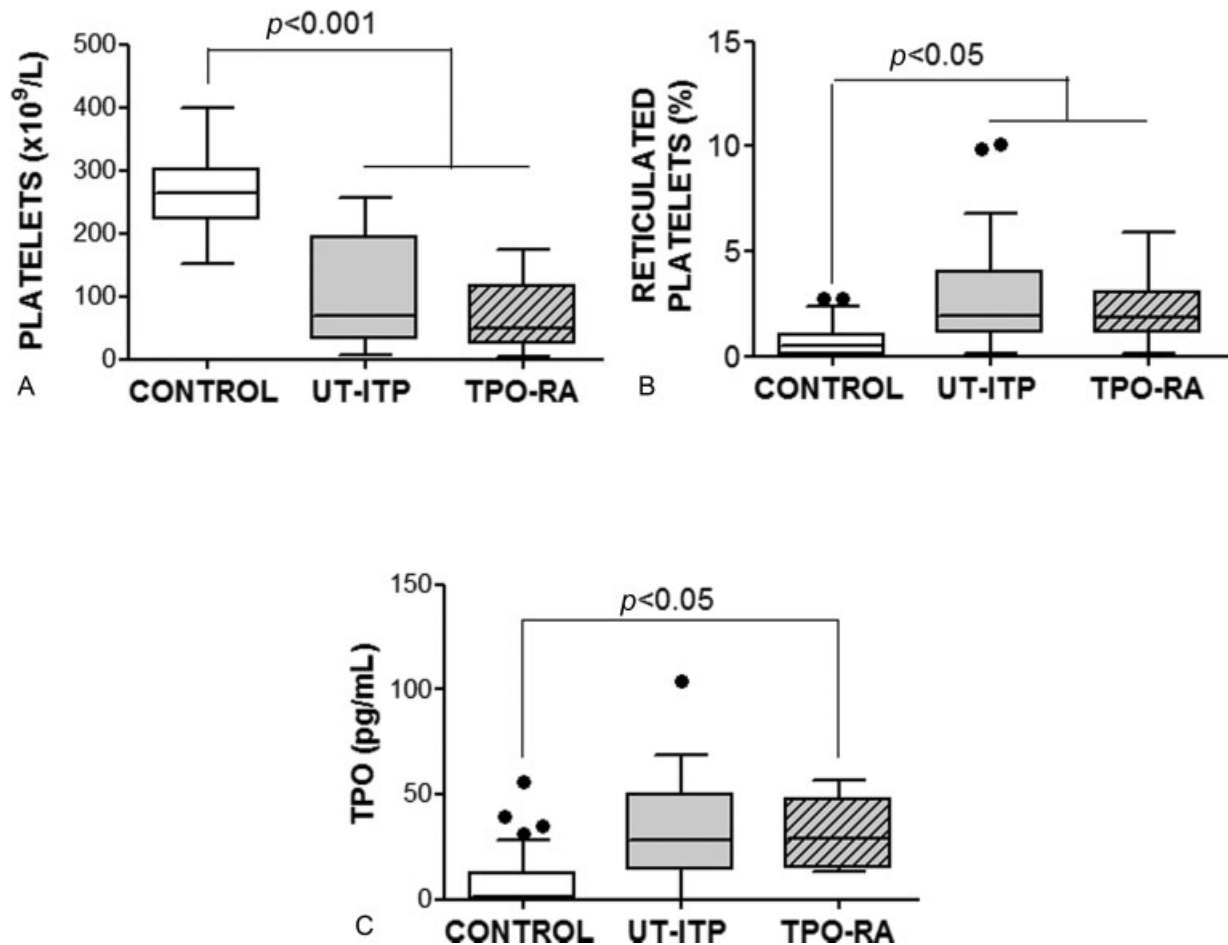 p<0.001
500
400
300
200
100
0
PLATELETS (x10⁹/L)
A
CONTROL UT-ITP TPO-RA
p<0.05
15
10
5
0
RETICULATED
PLATELETS (%)
B
CONTROL UT-ITP TPO-RA
p<0.05
150
100
50
0
TPO (pg/mL)
C
CONTROL UT-ITP TPO-RA